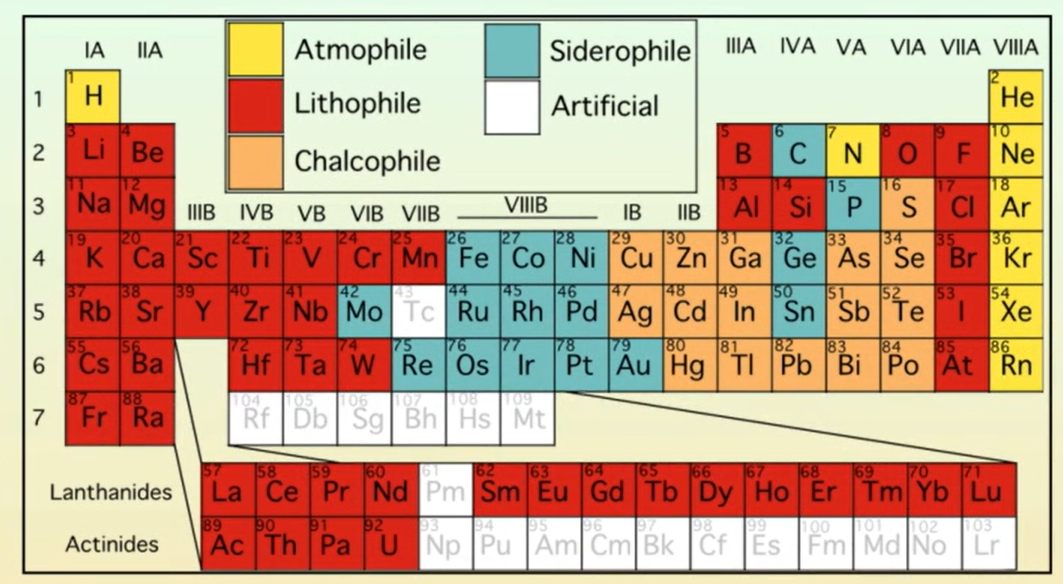 IA IIA Atmophile Siderophile IIIA IVA VA VIA VIIA VIIIA
1 1 H Lithophile Artificial 2 He
2 3 Li 4 Be Chalcophile 5 B 6 C 7 N 8 O 9 F 10 Ne
3 11 Na 12 Mg IIIB IVB VB VIB VIIB VIIIB IB IIB 13 Al 14 Si 15 P 16 S 17 Cl 18 Ar
4 19 K 20 Ca 21 Sc 22 Ti 23 V 24 Cr 25 Mn 26 Fe 27 Co 28 Ni 29 Cu 30 Zn 31 Ga 32 Ge 33 As 34 Se 35 Br 36 Kr
5 37 Rb 38 Sr 39 Y 40 Zr 41 Nb 42 Mo 43 Tc 44 Ru 45 Rh 46 Pd 47 Ag 48 Cd 49 In 50 Sn 51 Sb 52 Te 53 I 54 Xe
6 55 Cs 56 Ba 72 Hf 73 Ta 74 W 75 Re 76 Os 77 Ir 78 Pt 79 Au 80 Hg 81 Tl 82 Pb 83 Bi 84 Po 85 At 86 Rn
7 87 Fr 88 Ra 104 Rf 105 Db 106 Sg 107 Bh 108 Hs 109 Mt
Lanthanides 57 La 58 Ce 59 Pr 60 Nd 61 Pm 62 Sm 63 Eu 64 Gd 65 Tb 66 Dy 67 Ho 68 Er 69 Tm 70 Yb 71 Lu
Actinides 89 Ac 90 Th 91 Pa 92 U 93 Np 94 Pu 95 Am 96 Cm 97 Bk 98 Cf 99 Es 100 Fm 101 Md 102 No 103 Lr